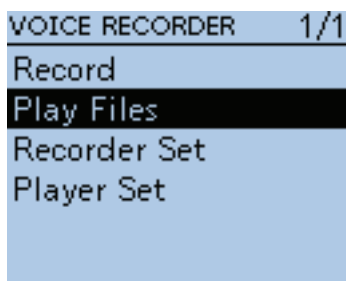 VOICE RECORDER 1/1
Record
Play Files
Recorder Set
Player Set